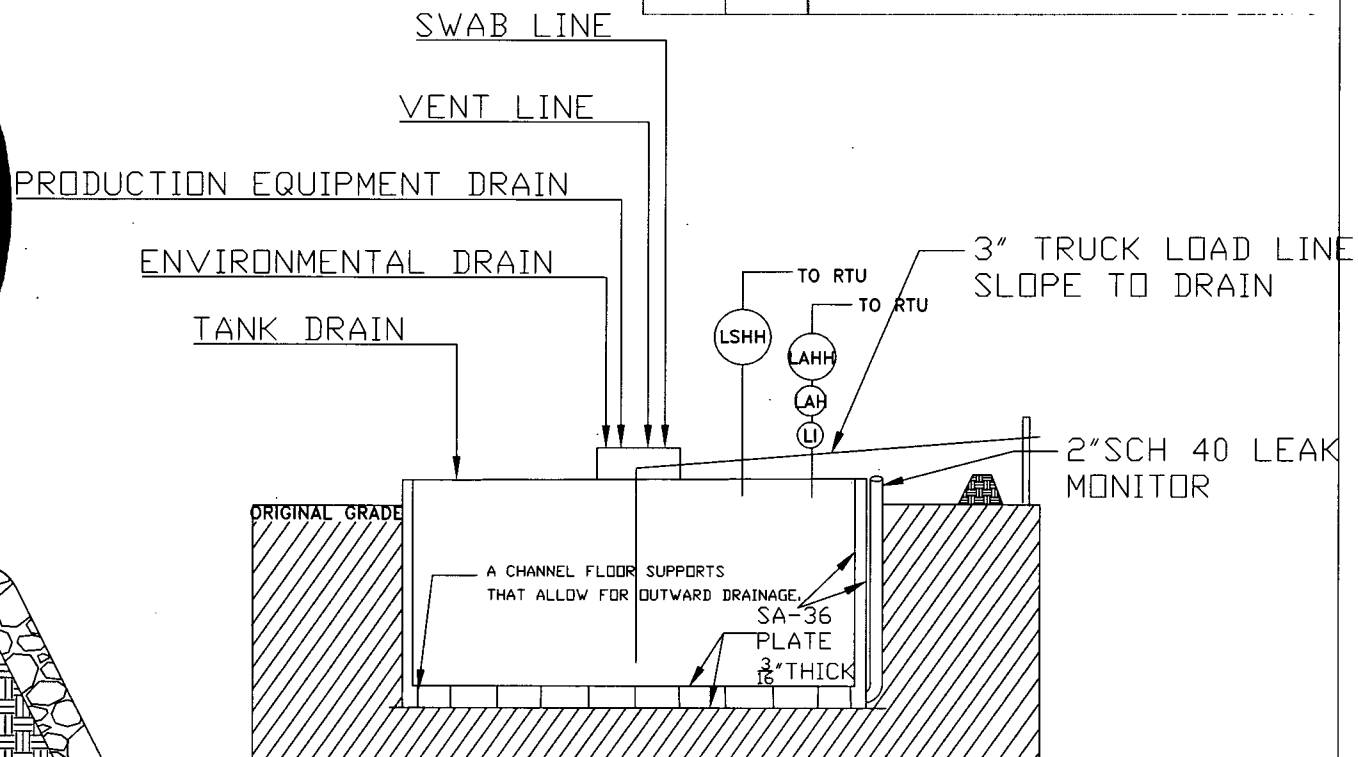 SWAB LINE
VENT LINE
PRODUCTION EQUIPMENT DRAIN
ENVIRONMENTAL DRAIN
TANK DRAIN
TO RTU
TO RTU
LSHH
LAHH
LAH
LI
3" TRUCK LOAD LINE
SLOPE TO DRAIN
2"SCH 40 LEAK
MONITOR
ORIGINAL GRADE
A CHANNEL FLOOR SUPPORTS
THAT ALLOW FOR OUTWARD DRAINAGE.
SA-36
PLATE
3/16" THICK